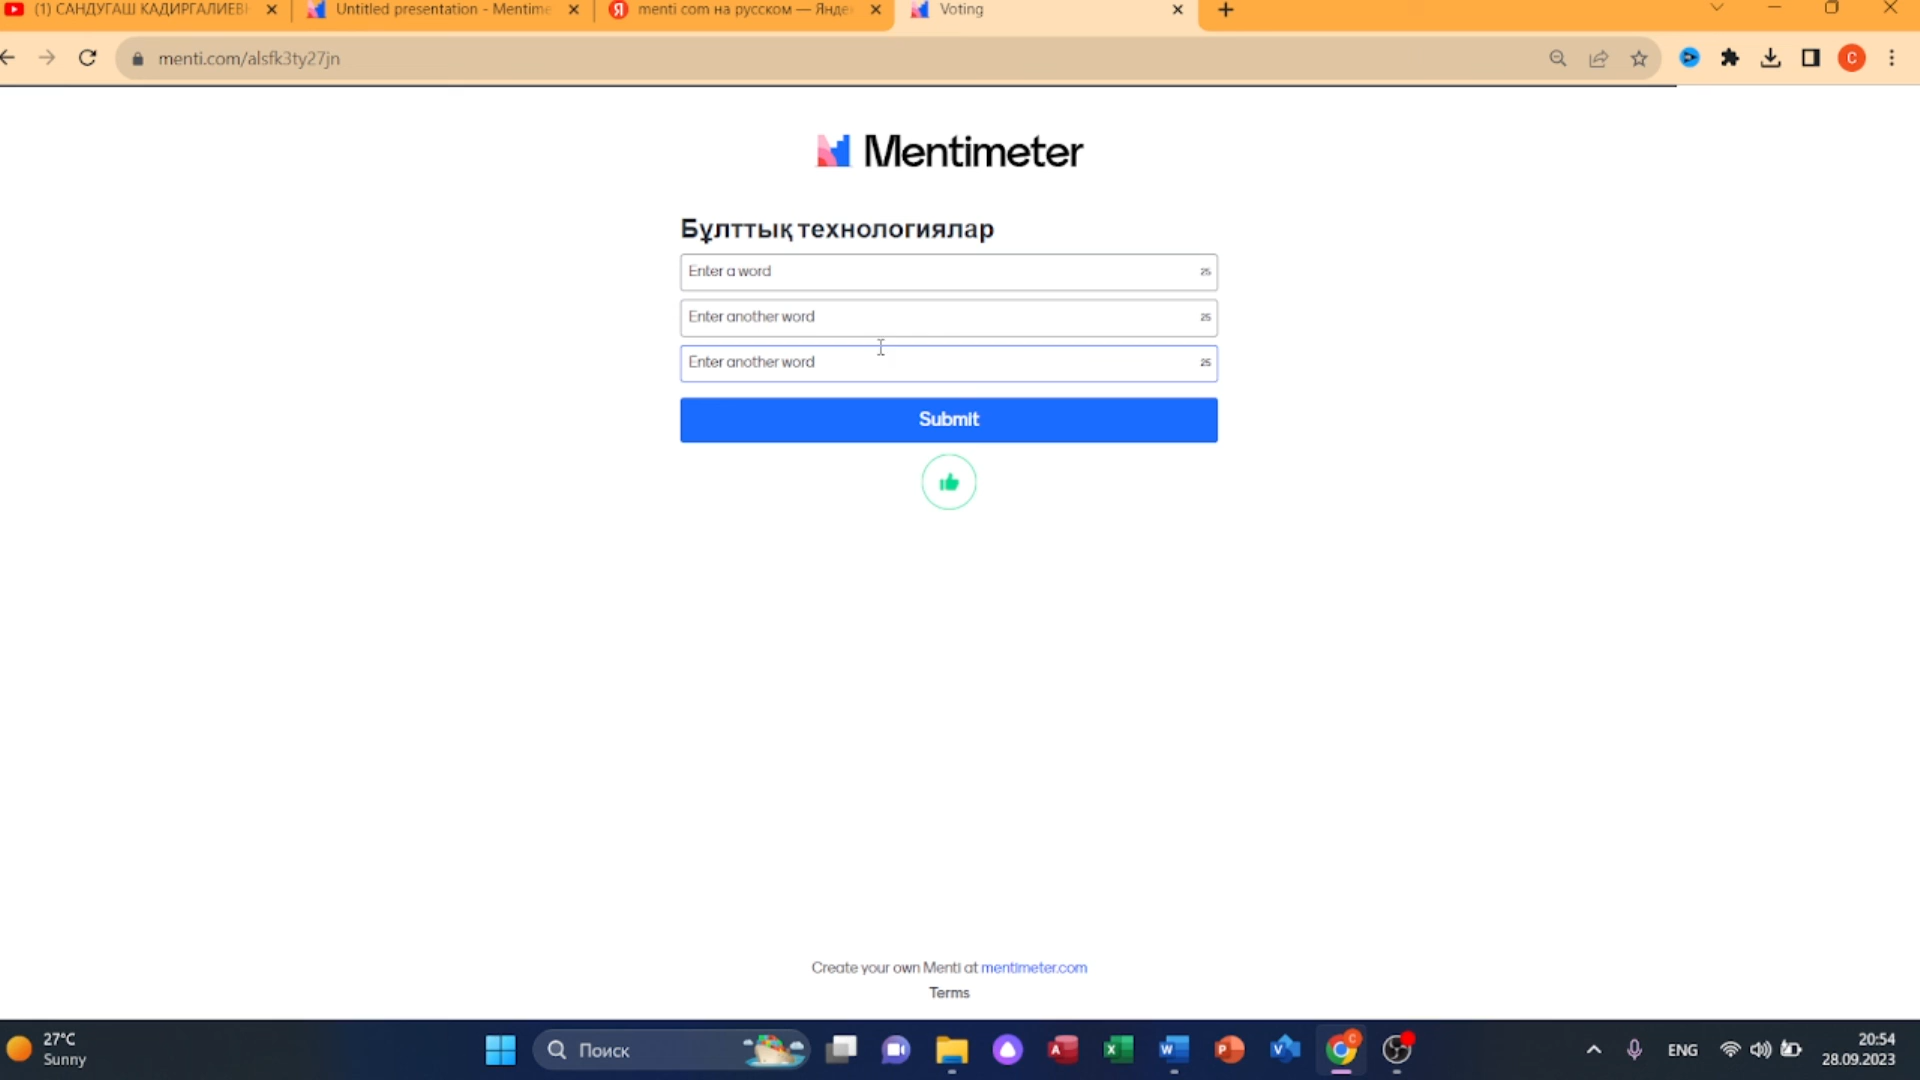 (1) САНДУГАШ КАДИРГАЛИЕВ
Untitled presentation - Mentime
menti com на русском — Янде
Voting
menti.com/alsfk3ty27jn
C
Mentimeter
Бұлттық технологиялар
Enter a word
25
Enter another word
25
Enter another word
25
Submit
Create your own Menti at mentimeter.com
Terms
27°C
Sunny
Поиск
ENG
20:54
28.09.2023